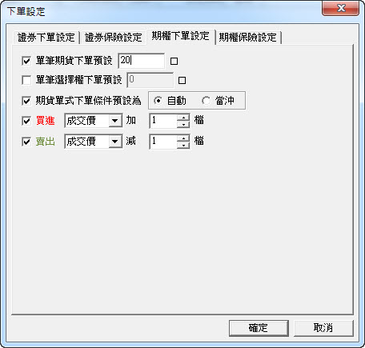 下單設定
證券下單設定 證券保險設定 期權下單設定 期權保險設定
單筆期貨下單預設 20 口
單筆選擇權下單預設 0 口
期貨單式下單條件預設為 自動 當沖
買進 成交價 加 1 檔
賣出 成交價 減 1 檔
確定 取消